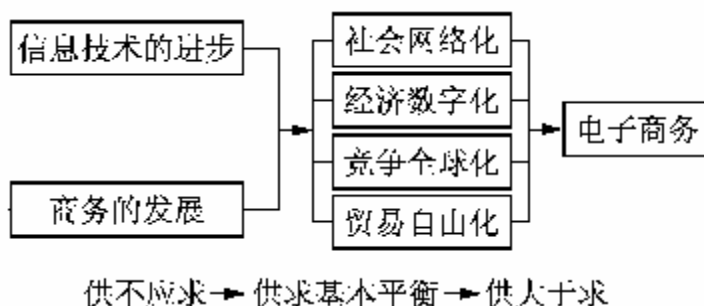 信息技术的进步
商务的发展
社会网络化
经济数字化
竞争全球化
贸易自山化
电子商务
供不应求→供求基本平衡→供大于求